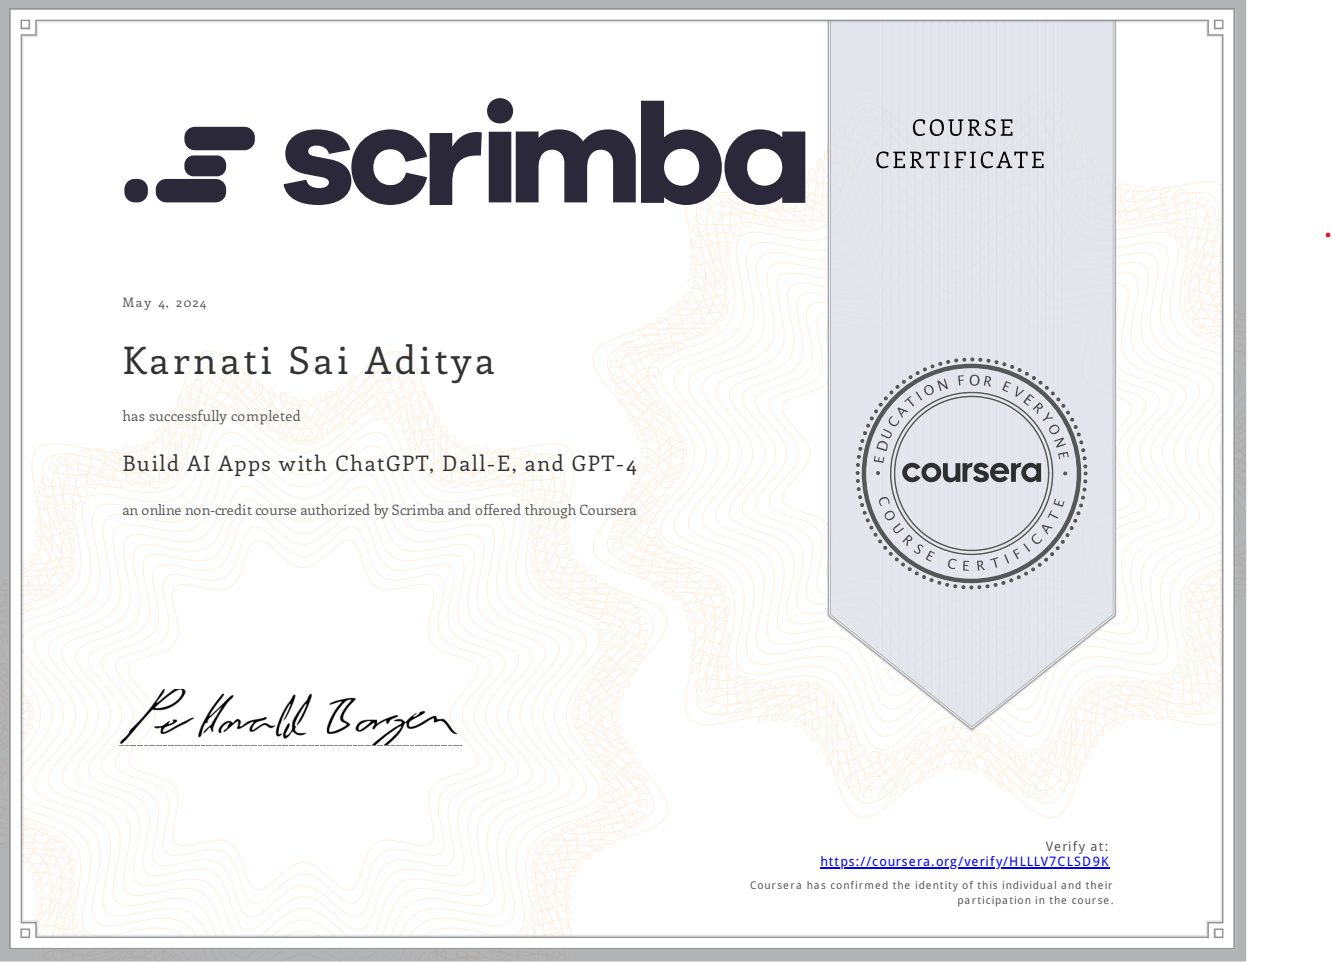 scrimba
COURSE
CERTIFICATE
May 4, 2024
Karnati Sai Aditya
has successfully completed
Build AI Apps with ChatGPT, Dall-E, and GPT-4
an online non-credit course authorized by Scrimba and offered through Coursera
EDUCATION FOR EVERYONE
coursera
COURSE CERTIFICATE
Per Harald Borgen
Verify at:
https://coursera.org/verify/HLLLV7CLSD9K
Coursera has confirmed the identity of this individual and their
participation in the course.